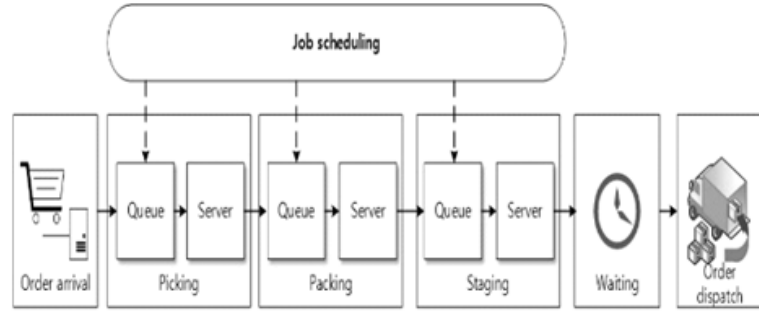 Job scheduling
Queue
Server
Queue
Server
Queue
Server
Order arrival
Picking
Packing
Staging
Waiting
Order
dispatch